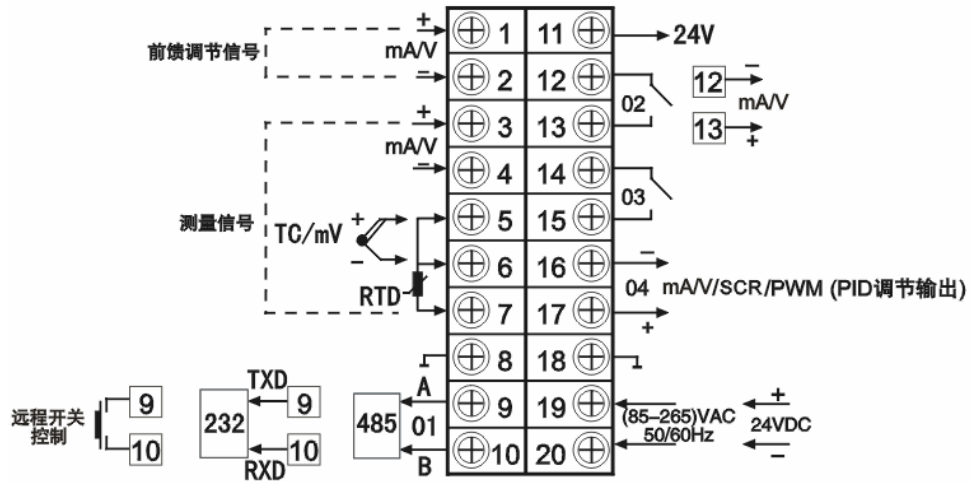 +
前馈调节信号
mA/V
−
+
mA/V
−
测量信号
TC/mV
+
−
RTD
1 11
2 12
3 13
4 14
5 15
6 16
7 17
8 18
9 19
10 20
24V
02
12 −
mA/V
13 +
03
−
04 mA/V/SCR/PWM (PID调节输出)
+
远程开关
控制
9
10
232
TXD
9
10
RXD
485
A
01
B
(85–265)VAC
50/60Hz
+
24VDC
−